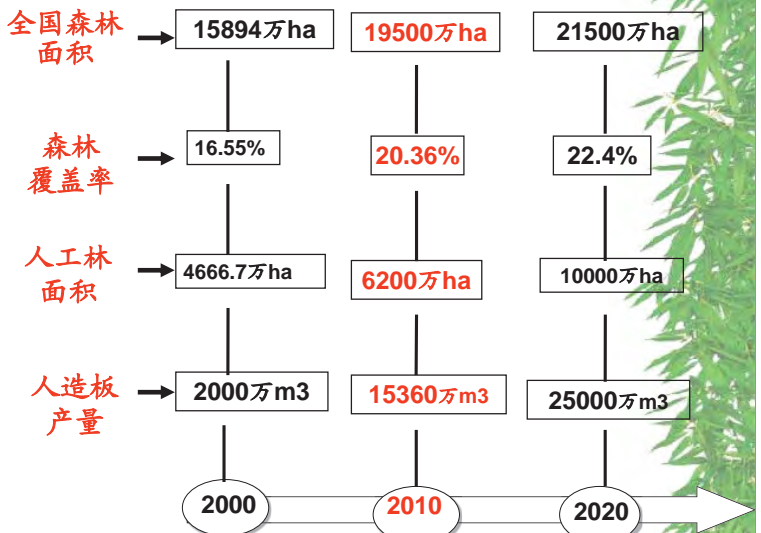 全国森林
面积
15894万ha
19500万ha
21500万ha
森林
覆盖率
16.55%
20.36%
22.4%
人工林
面积
4666.7万ha
6200万ha
10000万ha
人造板
产量
2000万m3
15360万m3
25000万m3
2000
2010
2020